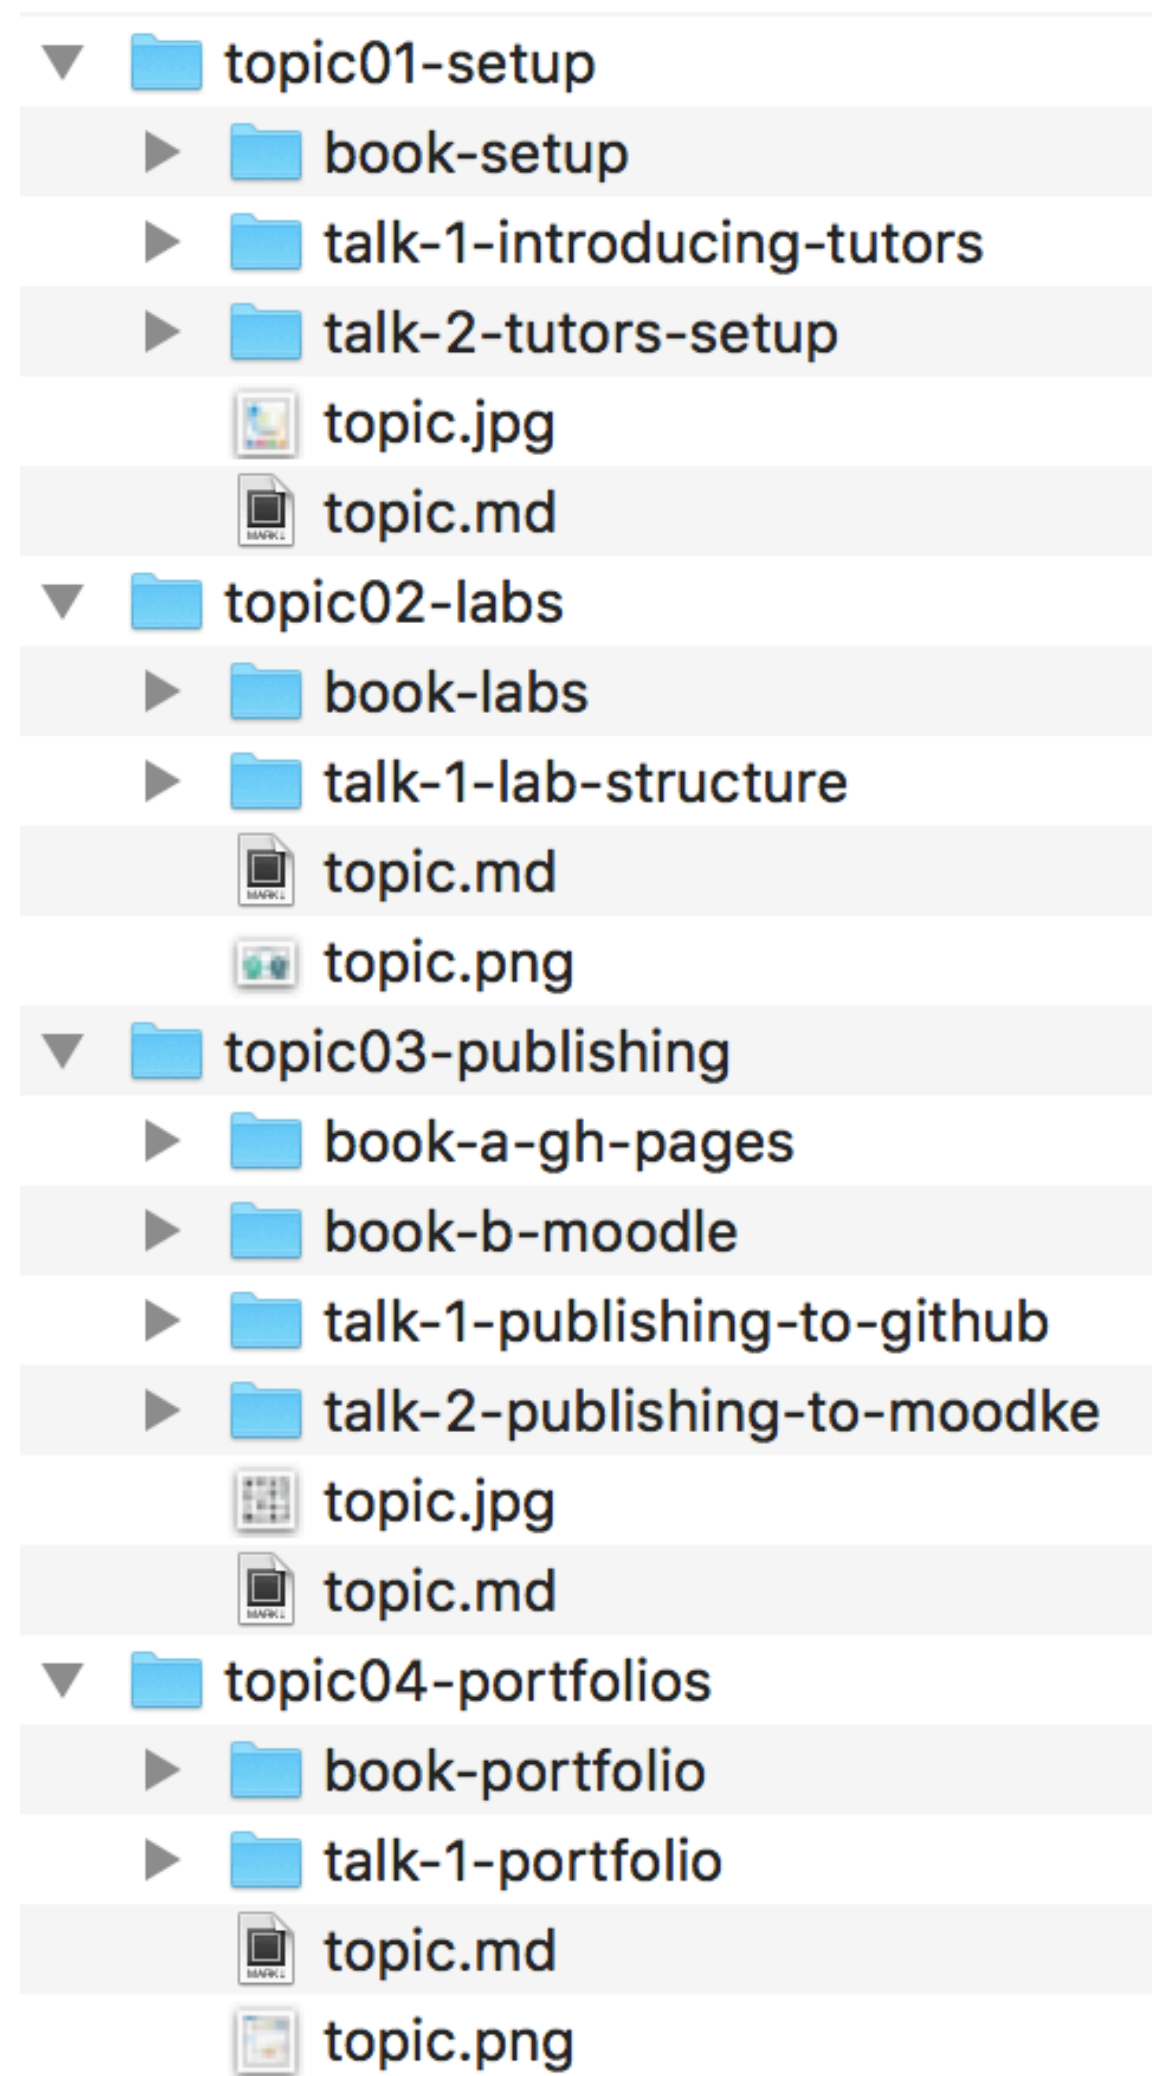 topic01-setup
book-setup
talk-1-introducing-tutors
talk-2-tutors-setup
topic.jpg
topic.md
topic02-labs
book-labs
talk-1-lab-structure
topic.md
topic.png
topic03-publishing
book-a-gh-pages
book-b-moodle
talk-1-publishing-to-github
talk-2-publishing-to-moodke
topic.jpg
topic.md
topic04-portfolios
book-portfolio
talk-1-portfolio
topic.md
topic.png